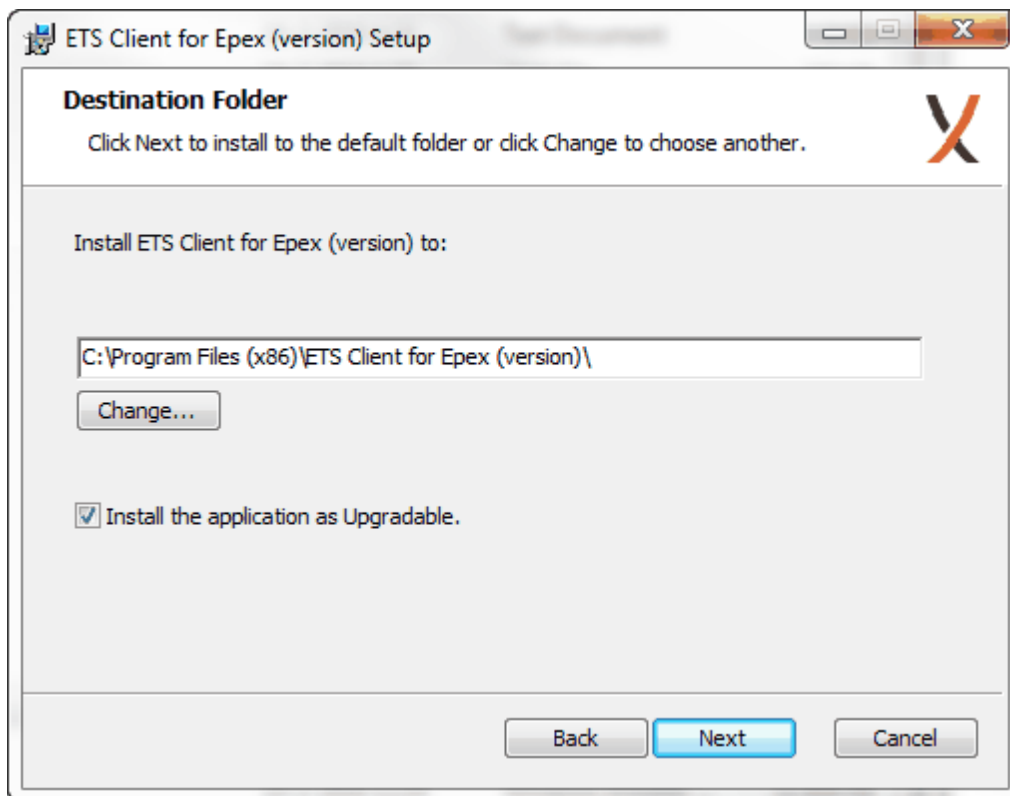 ETS Client for Epex (version) Setup
Destination Folder
Click Next to install to the default folder or click Change to choose another.
Install ETS Client for Epex (version) to:
C:\Program Files (x86)\ETS Client for Epex (version)\
Change...
Install the application as Upgradable.
Back Next Cancel